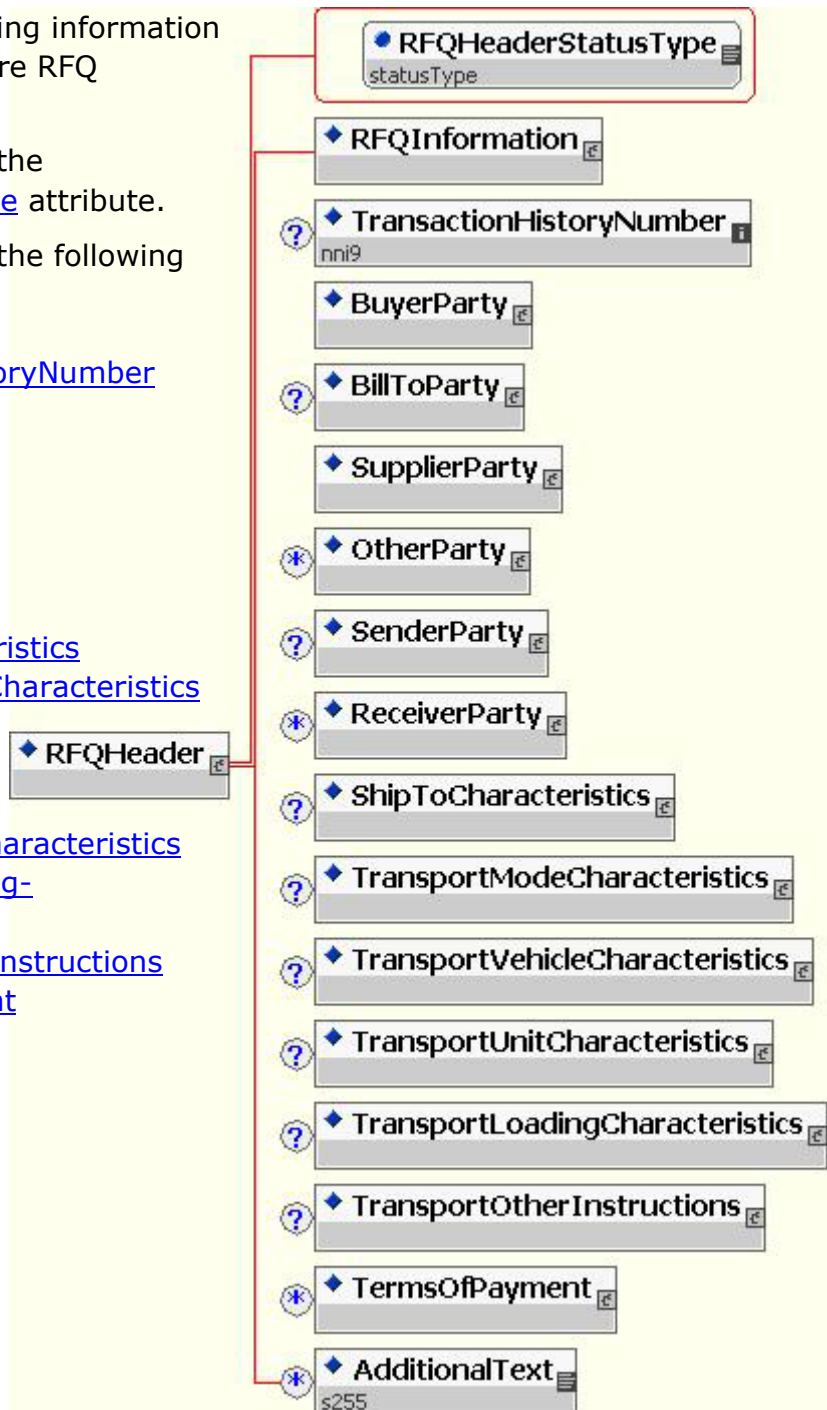 ing information
re RFQ
the
e attribute.
the following
oryNumber
ristics
Characteristics
aracteristics
g-
nstructions
nt
RFQHeader
RFQHeaderStatusType
statusType
RFQInformation
? TransactionHistoryNumber
nni9
BuyerParty
? BillToParty
SupplierParty
* OtherParty
? SenderParty
* ReceiverParty
? ShipToCharacteristics
? TransportModeCharacteristics
? TransportVehicleCharacteristics
? TransportUnitCharacteristics
? TransportLoadingCharacteristics
? TransportOtherInstructions
* TermsOfPayment
* AdditionalText
s255